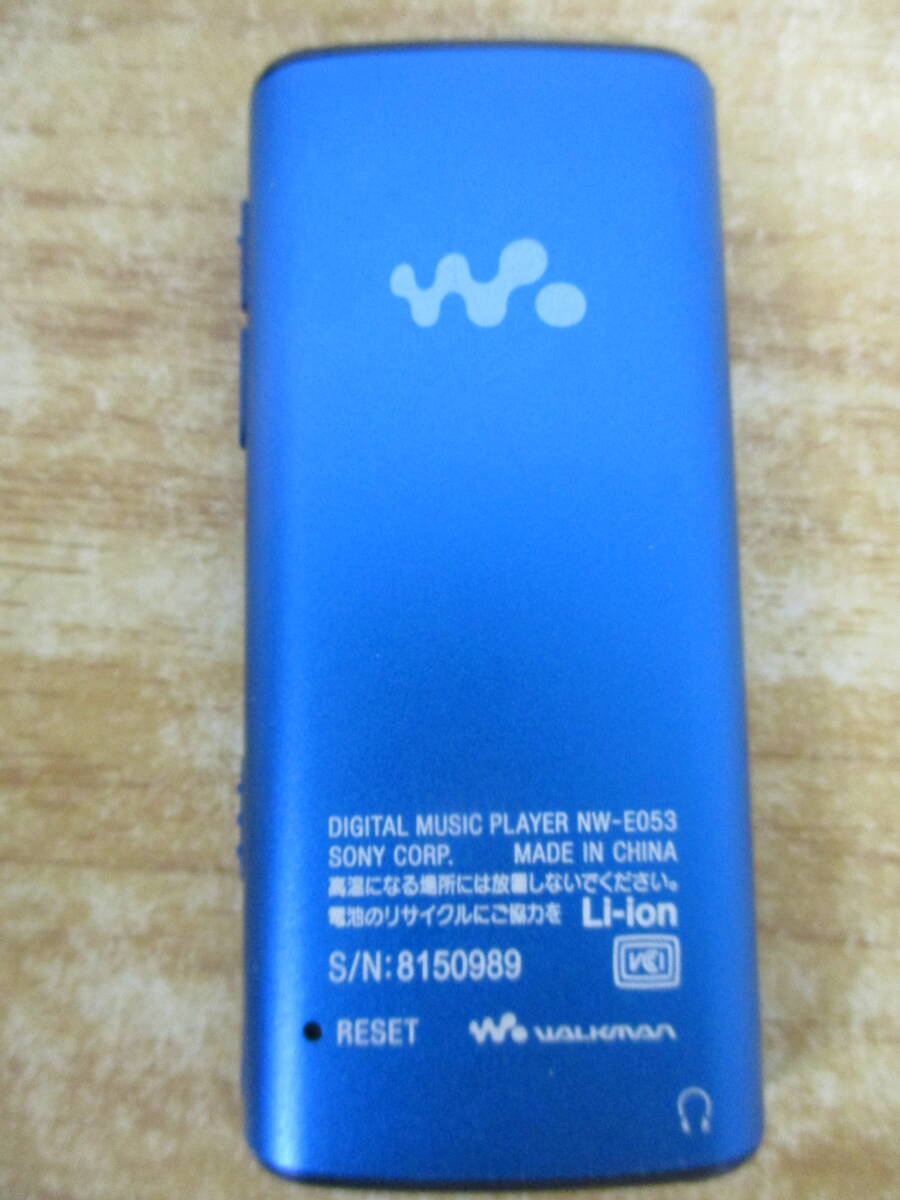 DIGITAL MUSIC PLAYER NW-E053
SONY CORP. MADE IN CHINA
高温になる場所には放置しないでください。
電池のリサイクルにご協力を Li-ion
S/N:8150989 VCI
RESET WALKMAN